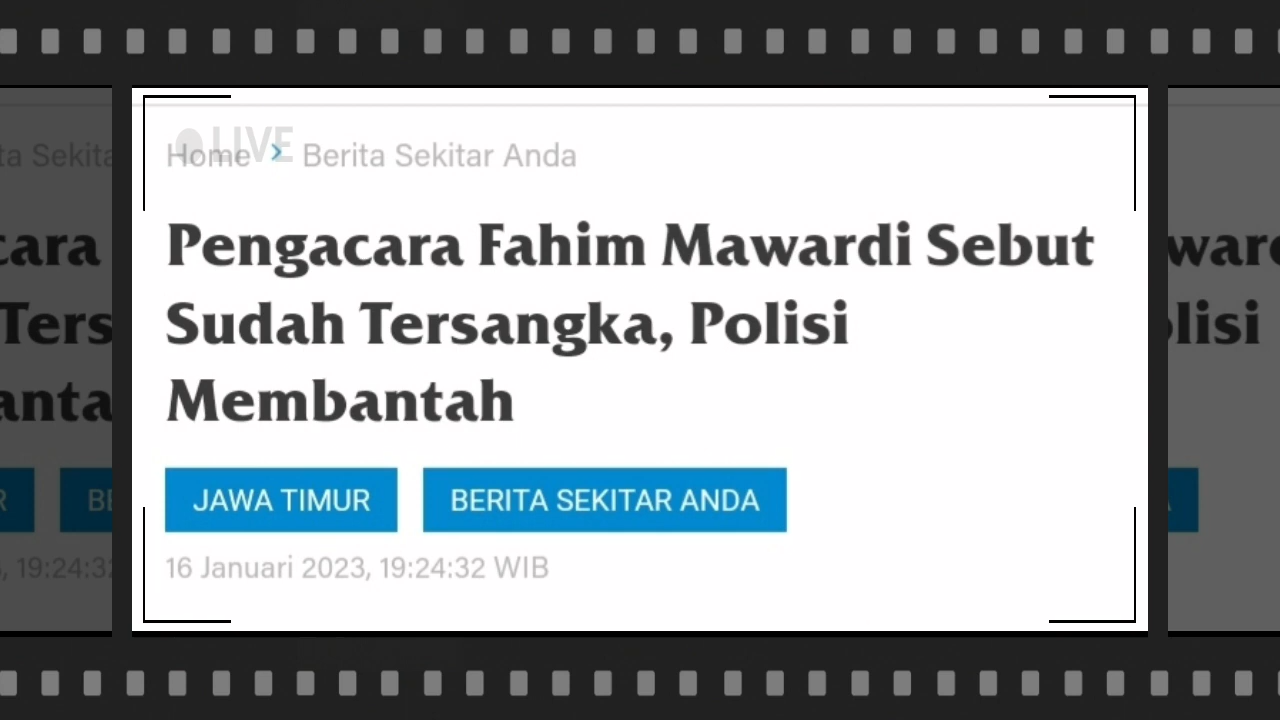 LIVE
Home > Berita Sekitar Anda
Pengacara Fahim Mawardi Sebut
Sudah Tersangka, Polisi
Membantah
JAWA TIMUR
BERITA SEKITAR ANDA
16 Januari 2023, 19:24:32 WIB